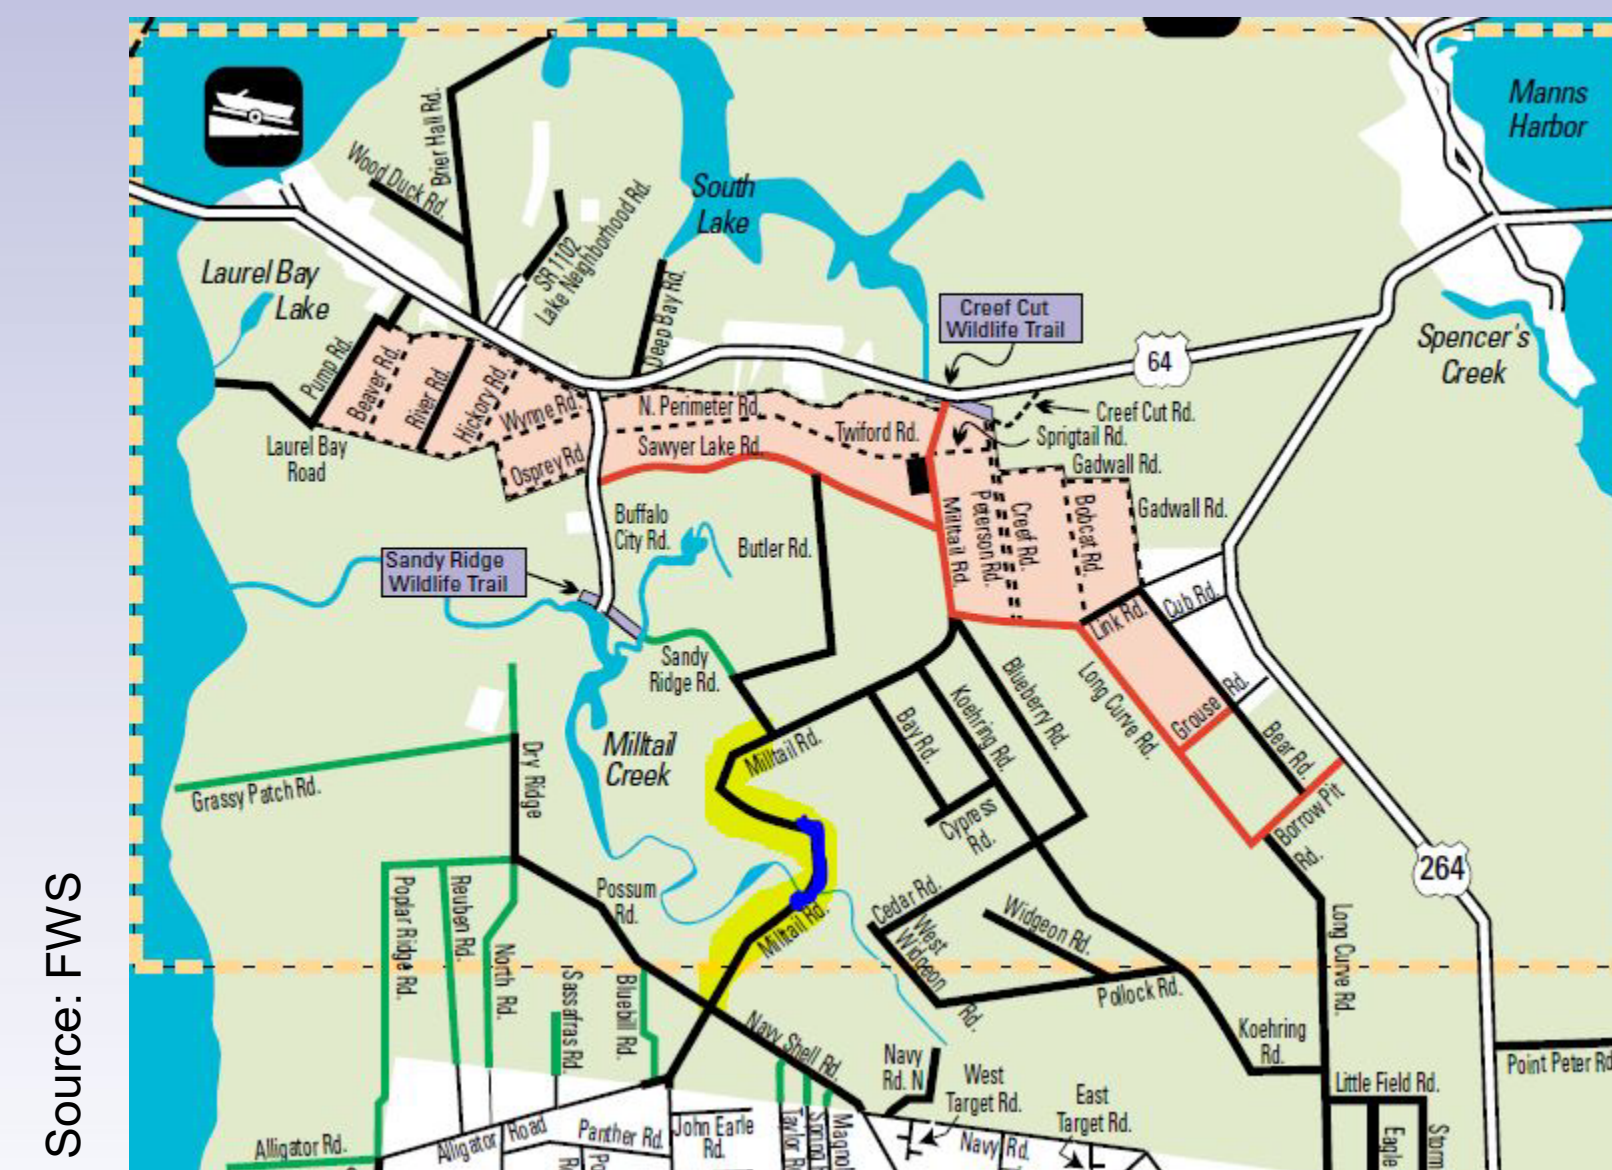 Manns
Harbor
Brier Hall Rd.
Wood Duck Rd.
South
Lake
SR 1102
Lake Neighborhood Rd.
Laurel Bay
Lake
Deep Bay Rd.
Creef Cut
Wildlife Trail
Spencer's
Creek
64
Pump Rd.
Beaver Rd.
River Rd.
Hickory Rd.
Wynne Rd.
N. Perimeter Rd.
Creef Cut Rd.
Twiford Rd.
Sprigtail Rd.
Sawyer Lake Rd.
Laurel Bay
Road
Osprey Rd.
Gadwall Rd.
Gadwall Rd.
Milltail Rd.
Peterson Rd.
Creef Rd.
Bobcat Rd.
Buffalo
City Rd.
Butler Rd.
Sandy Ridge
Wildlife Trail
Link Rd.
Cub Rd.
Sandy
Ridge Rd.
Blueberry Rd.
Long Curve Rd.
Koehring Rd.
Bay Rd.
Grouse Rd.
Bear Rd.
Milltail
Creek
Milltail Rd.
Dry Ridge
Grassy Patch Rd.
Cypress
Rd.
Borrow Pit
Rd.
264
Possum
Rd.
Cedar Rd.
Poplar Ridge Rd.
Reuben Rd.
Milltail Rd.
West
Widgeon
Rd.
Widgeon Rd.
Long Curve Rd.
North Rd.
Sassafras Rd.
Bluebill Rd.
Pollock Rd.
Navy Shell Rd.
Koehring
Rd.
Navy
Rd. N
West
Target Rd.
East
Target Rd.
Point Peter Rd
Little Field Rd.
Alligator Rd.
Alligator Road
Panther Rd.
John Earle
Rd.
Taylor R
Spring
Magnol
Navy Rd.
Eagle
Storm
Source: FWS